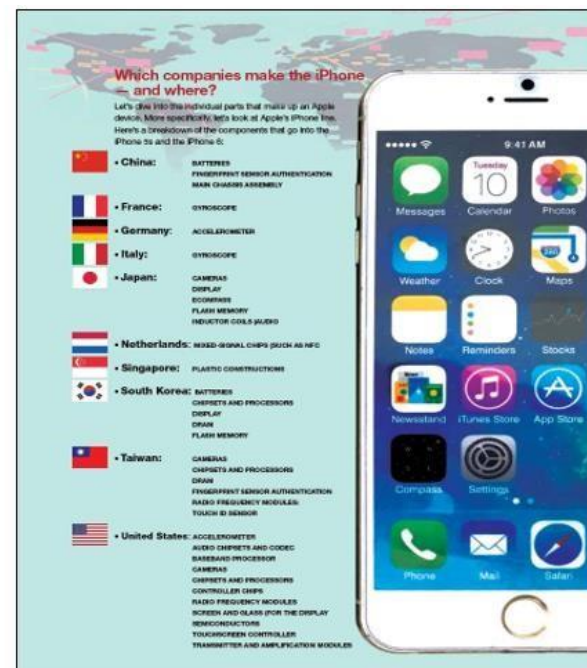 Which companies make the iPhone
— and where?
Let's dive into the individual parts that make up an Apple
device. More specifically, let's look at Apple's iPhone line.
Here's a breakdown of the components that go into the
iPhone 5s and the iPhone 6:
• China: BATTERIES
FINGERPRINT SENSOR AUTHENTICATION
MAIN CHASSIS ASSEMBLY
• France: GYROSCOPE
• Germany: ACCELEROMETER
• Italy: GYROSCOPE
• Japan: CAMERAS
DISPLAY
ECOMPASS
FLASH MEMORY
INDUCTOR COILS (AUDIO
• Netherlands: MIXED-SIGNAL CHIPS (SUCH AS NFC
• Singapore: PLASTIC CONSTRUCTIONS
• South Korea: BATTERIES
CHIPSETS AND PROCESSORS
DISPLAY
DRAM
FLASH MEMORY
• Taiwan: CAMERAS
CHIPSETS AND PROCESSORS
DRAM
FINGERPRINT SENSOR AUTHENTICATION
RADIO FREQUENCY MODULES:
TOUCH ID SENSOR
• United States: ACCELEROMETER
AUDIO CHIPSETS AND CODEC
BASEBAND PROCESSOR
CAMERAS
CHIPSETS AND PROCESSORS
CONTROLLER CHIPS
RADIO FREQUENCY MODULES
SCREEN AND GLASS (FOR THE DISPLAY
SEMICONDUCTORS
TOUCHSCREEN CONTROLLER
TRANSMITTER AND AMPLIFICATION MODULES
9:41 AM
Tuesday
10
Messages Calendar Photos
280
Weather Clock Maps
Notes Reminders Stocks
Newsstand iTunes Store App Store
Compass Settings
Phone Mail Safari